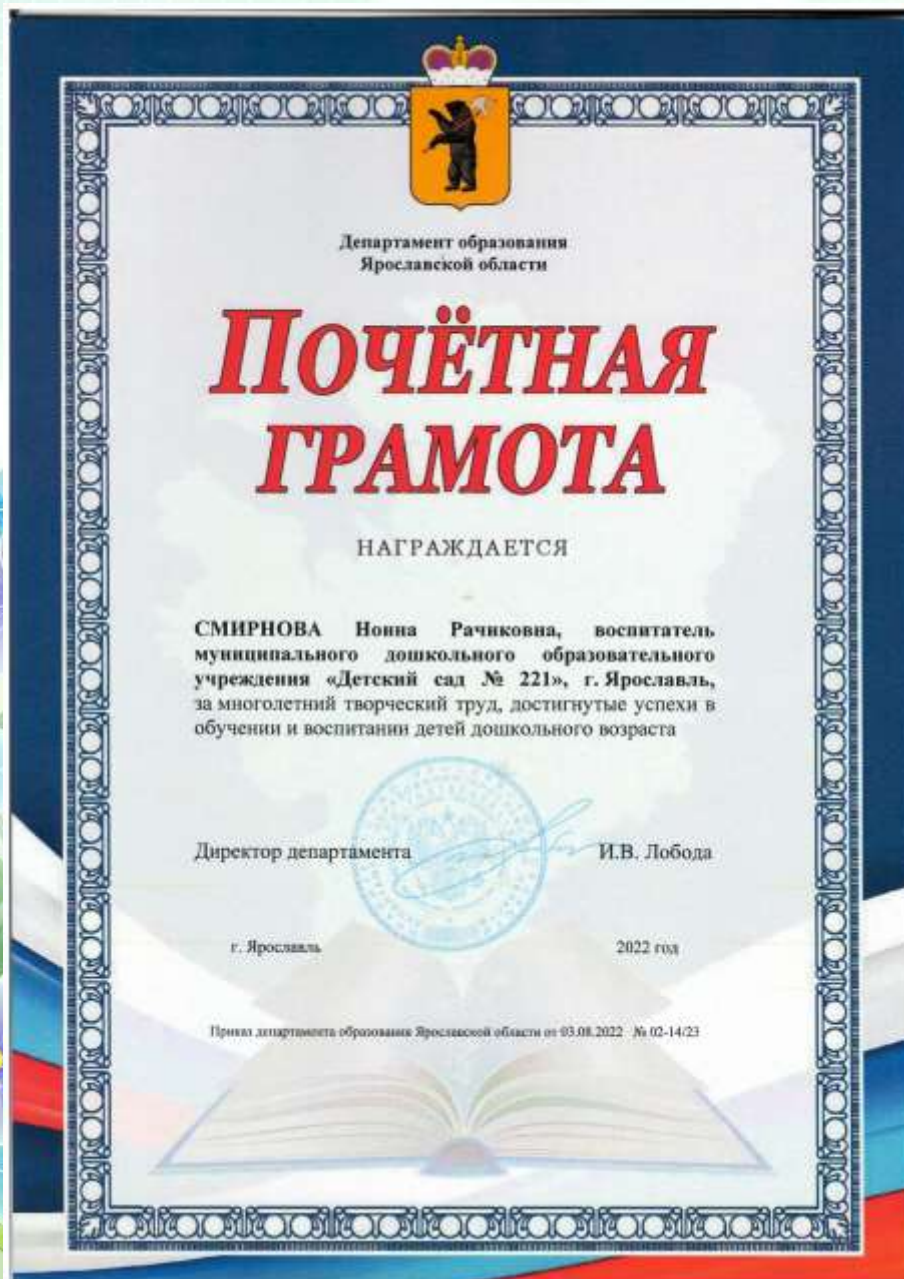 Департамент образования
Ярославской области
ПОЧЁТНАЯ
ГРАМОТА
НАГРАЖДАЕТСЯ
СМИРНОВА Нонна Рачиковна, воспитатель
муниципального дошкольного образовательного
учреждения «Детский сад № 221», г. Ярославль,
за многолетний творческий труд, достигнутые успехи в
обучении и воспитании детей дошкольного возраста
Директор департамента И.В. Лобода
г. Ярославль 2022 год
Приказ департамента образования Ярославской области от 03.08.2022 № 02-14/23